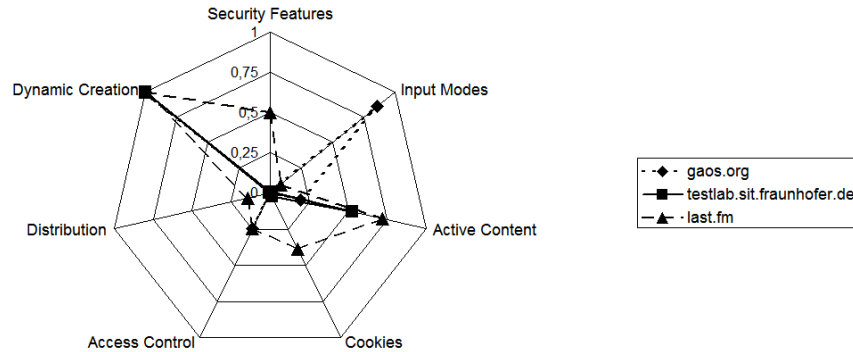 Security Features
1
Dynamic Creation
0,75
Input Modes
0,5
0,25
0
gaos.org
testlab.sit.fraunhofer.de
last.fm
Distribution
Active Content
Access Control
Cookies